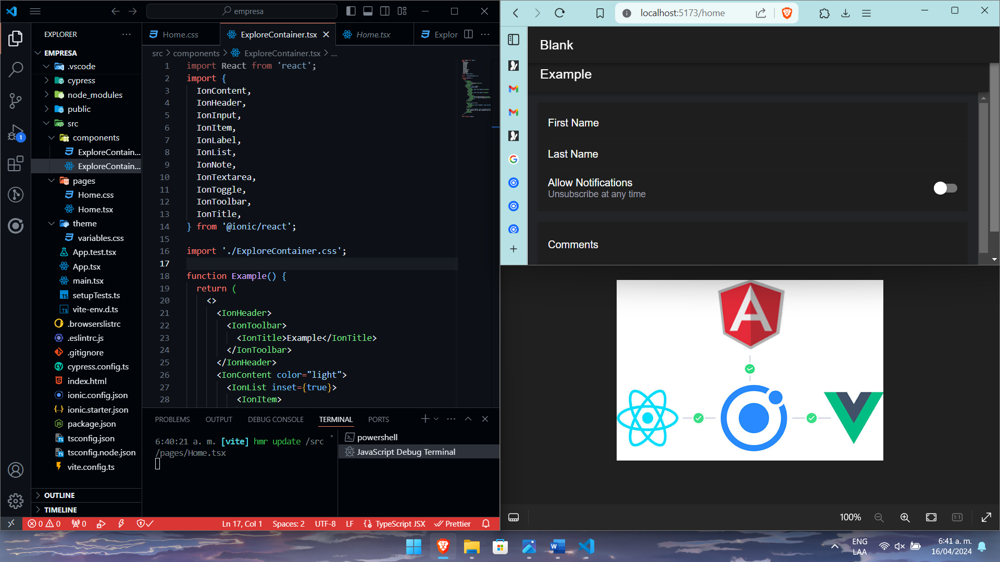 empresa
EXPLORER
EMPRESA
.vscode
cypress
node_modules
public
src
components
ExploreContain...
ExploreContain...
pages
Home.css
Home.tsx
theme
variables.css
App.test.tsx
App.tsx
main.tsx
setupTests.ts
vite-env.d.ts
.browserslistrc
.eslintrc.js
.gitignore
cypress.config.ts
index.html
ionic.config.json
ionic.starter.json
package.json
tsconfig.json
tsconfig.node.json
vite.config.ts
OUTLINE
TIMELINE
1
Home.css
ExploreContainer.tsx
Home.tsx
Explor
src > components > ExploreContainer.tsx > ...
1 import React from 'react';
2 import {
3 IonContent,
4 IonHeader,
5 IonInput,
6 IonItem,
7 IonLabel,
8 IonList,
9 IonNote,
10 IonTextarea,
11 IonToggle,
12 IonToolbar,
13 IonTitle,
14 } from '@ionic/react';
15
16 import './ExploreContainer.css';
17
18 function Example() {
19 return (
20 <>
21 <IonHeader>
22 <IonToolbar>
23 <IonTitle>Example</IonTitle>
24 </IonToolbar>
25 </IonHeader>
26 <IonContent color="light">
27 <IonList inset={true}>
28 <IonItem>
PROBLEMS
OUTPUT
DEBUG CONSOLE
TERMINAL
PORTS
6:40:21 a. m. [vite] hmr update /src
/pages/Home.tsx
powershell
JavaScript Debug Terminal
0 0
0
Ln 17, Col 1
Spaces: 2
UTF-8
LF
TypeScript JSX
Prettier
localhost:5173/home
Blank
Example
First Name
Last Name
Allow Notifications
Unsubscribe at any time
Comments
100%
1:1
ENG
LAA
6:41 a. m.
16/04/2024